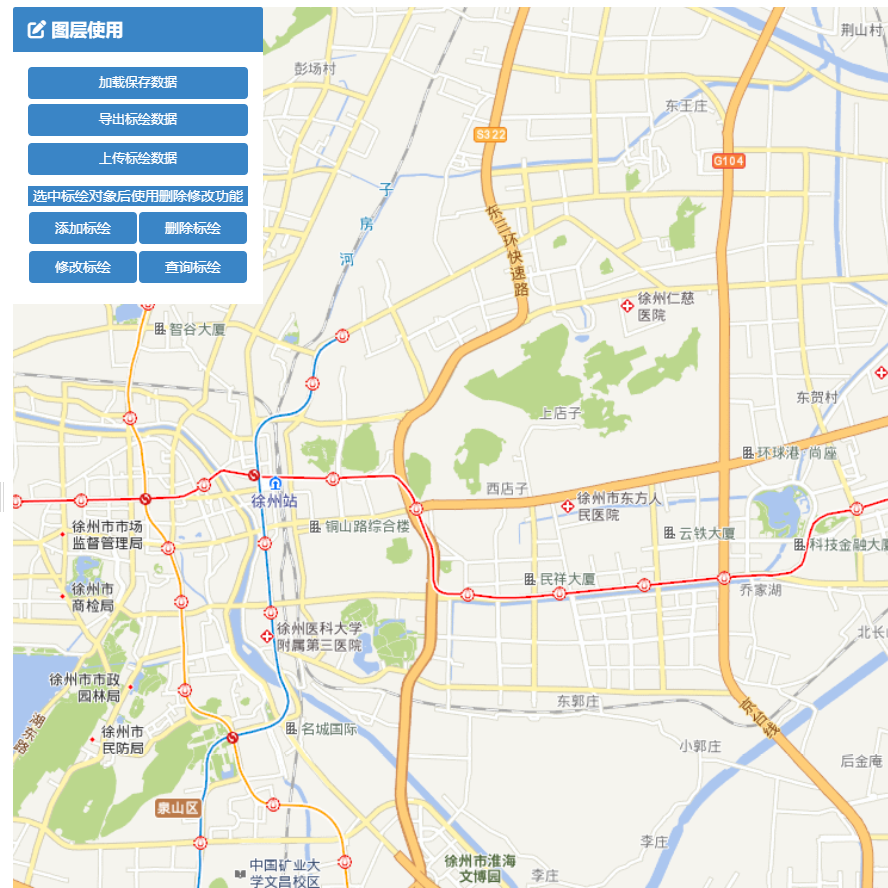 图层使用
加载保存数据
导出标绘数据
上传标绘数据
选中标绘对象后使用删除修改功能
添加标绘
删除标绘
修改标绘
查询标绘
荆山村
彭场村
东王庄
S322
G104
子
房
河
东三环快速路
徐州仁慈
医院
智谷大厦
东贺村
上店子
环球港·尚座
西店子
徐州站
徐州市东方人
民医院
徐州市市场
监督管理局
铜山路综合楼
云铁大厦
科技金融大厦
民祥大厦
乔家湖
徐州市
商检局
徐州医科大学
附属第三医院
北长山
徐州市市政
园林局
东郭庄
京台线
湖东路
徐州市
民防局
名城国际
小郭庄
后金庵
泉山区
李庄
徐州市淮海
文博园
中国矿业大
学文昌校区
李庄